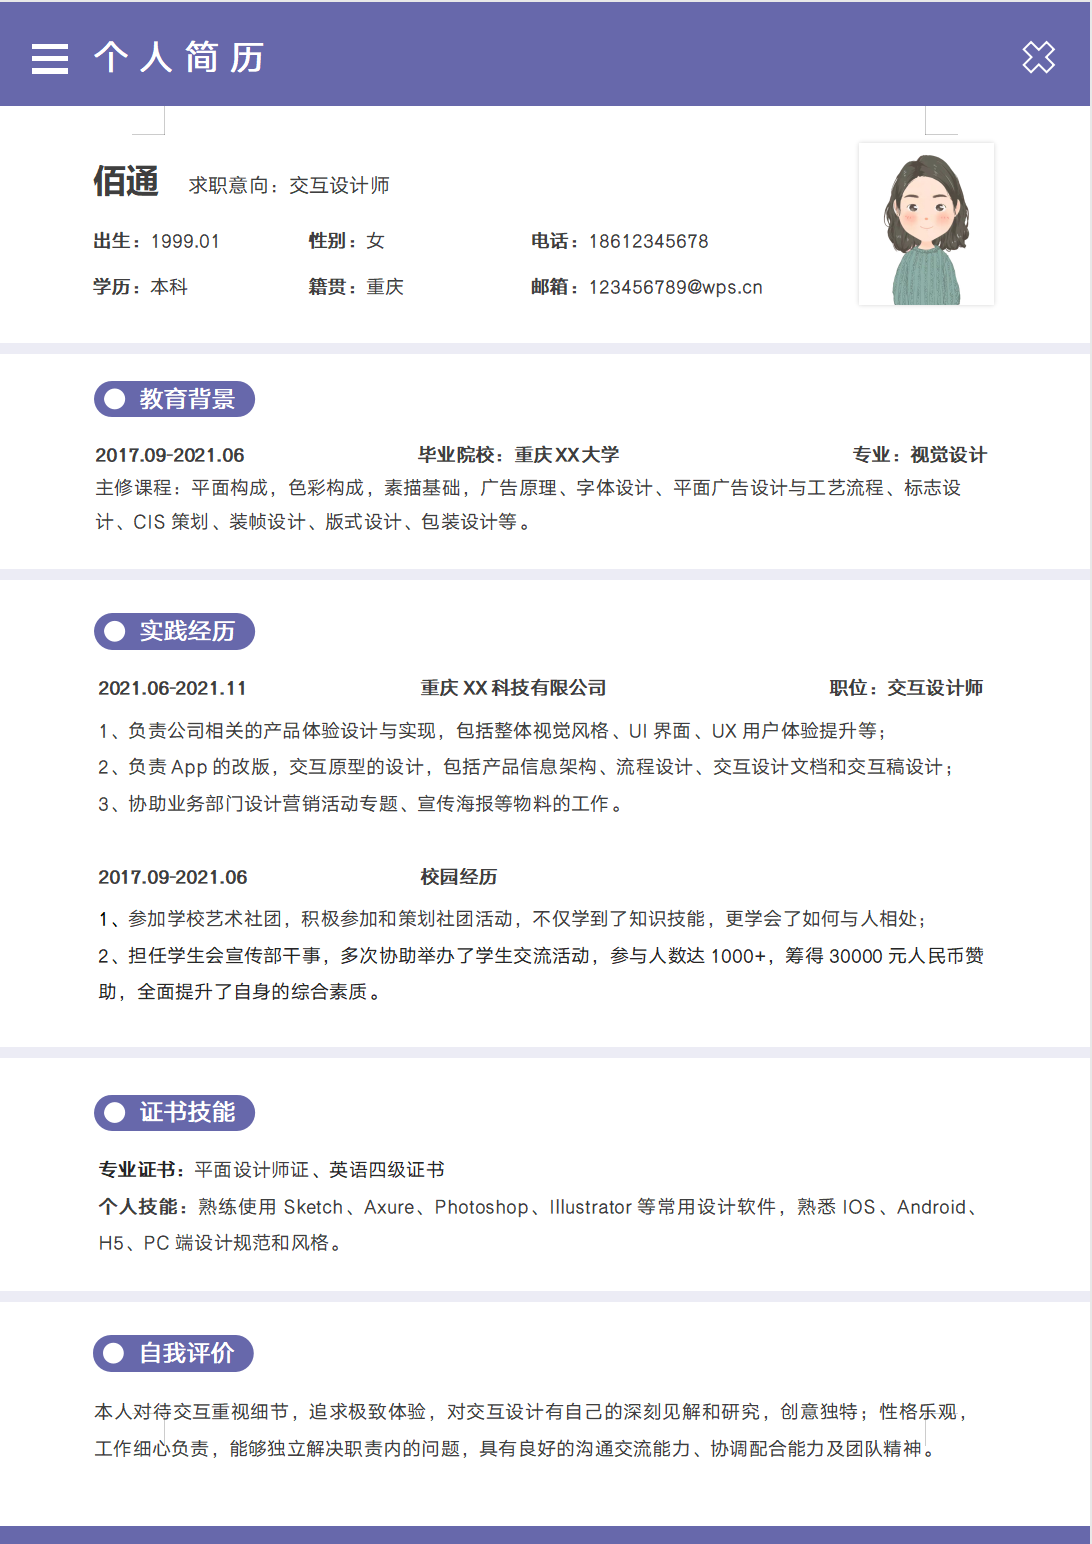 个人简历
佰通 求职意向：交互设计师
出生：1999.01 性别：女 电话：18612345678
学历：本科 籍贯：重庆 邮箱：123456789@wps.cn
教育背景
2017.09-2021.06 毕业院校：重庆XX大学 专业：视觉设计
主修课程：平面构成，色彩构成，素描基础，广告原理、字体设计、平面广告设计与工艺流程、标志设
计、CIS 策划、装帧设计、版式设计、包装设计等。
实践经历
2021.06-2021.11 重庆 XX 科技有限公司 职位：交互设计师
1、负责公司相关的产品体验设计与实现，包括整体视觉风格、UI 界面、UX 用户体验提升等；
2、负责 App 的改版，交互原型的设计，包括产品信息架构、流程设计、交互设计文档和交互稿设计；
3、协助业务部门设计营销活动专题、宣传海报等物料的工作。
2017.09-2021.06 校园经历
1、参加学校艺术社团，积极参加和策划社团活动，不仅学到了知识技能，更学会了如何与人相处；
2、担任学生会宣传部干事，多次协助举办了学生交流活动，参与人数达 1000+，筹得 30000 元人民币赞
助，全面提升了自身的综合素质。
证书技能
专业证书：平面设计师证、英语四级证书
个人技能：熟练使用 Sketch、Axure、Photoshop、Illustrator 等常用设计软件，熟悉 IOS、Android、
H5、PC 端设计规范和风格。
自我评价
本人对待交互重视细节，追求极致体验，对交互设计有自己的深刻见解和研究，创意独特；性格乐观，
工作细心负责，能够独立解决职责内的问题，具有良好的沟通交流能力、协调配合能力及团队精神。